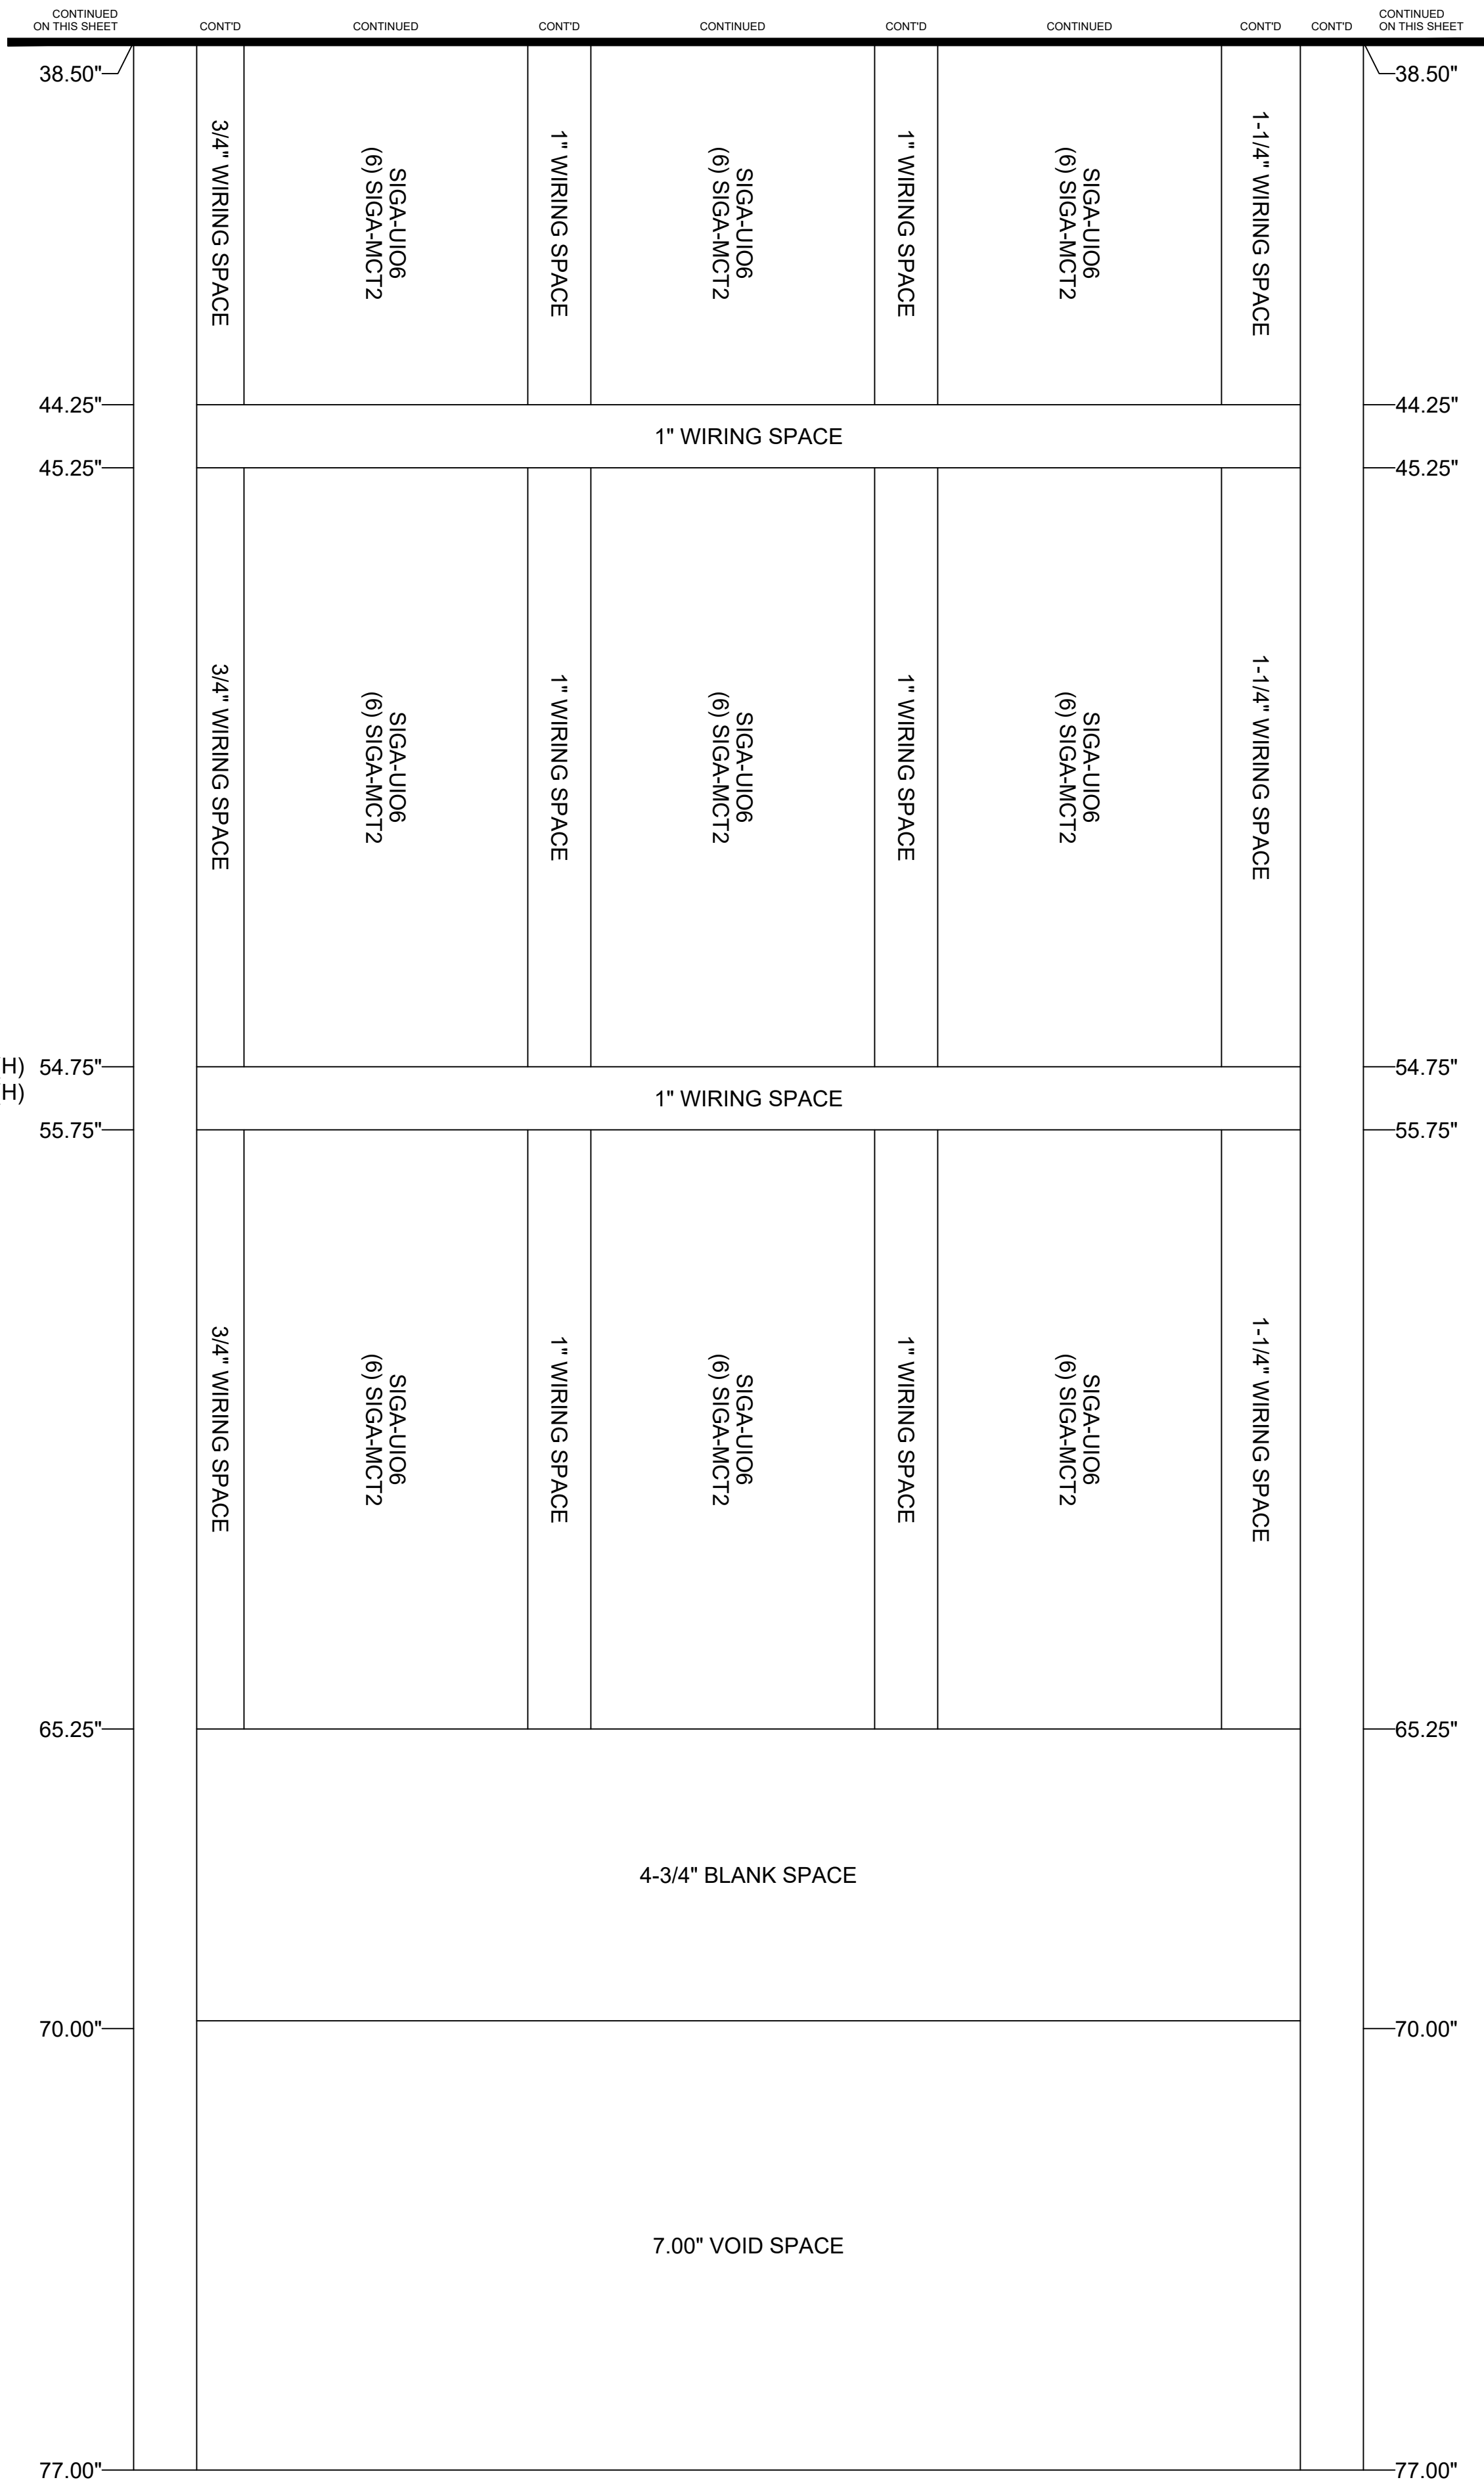 CONTINUED
ON THIS SHEET
CONT'D
CONTINUED
CONT'D
CONTINUED
CONT'D
CONTINUED
CONT'D
CONT'D
CONTINUED
ON THIS SHEET
38.50"
38.50"
3/4" WIRING SPACE
SIGA-UIO6
(6) SIGA-MCT2
1" WIRING SPACE
SIGA-UIO6
(6) SIGA-MCT2
1" WIRING SPACE
SIGA-UIO6
(6) SIGA-MCT2
1-1/4" WIRING SPACE
44.25"
44.25"
1" WIRING SPACE
45.25"
45.25"
3/4" WIRING SPACE
SIGA-UIO6
(6) SIGA-MCT2
1" WIRING SPACE
SIGA-UIO6
(6) SIGA-MCT2
1" WIRING SPACE
SIGA-UIO6
(6) SIGA-MCT2
1-1/4" WIRING SPACE
H) 54.75"
54.75"
H)
1" WIRING SPACE
55.75"
55.75"
3/4" WIRING SPACE
SIGA-UIO6
(6) SIGA-MCT2
1" WIRING SPACE
SIGA-UIO6
(6) SIGA-MCT2
1" WIRING SPACE
SIGA-UIO6
(6) SIGA-MCT2
1-1/4" WIRING SPACE
65.25"
65.25"
4-3/4" BLANK SPACE
70.00"
70.00"
7.00" VOID SPACE
77.00"
77.00"